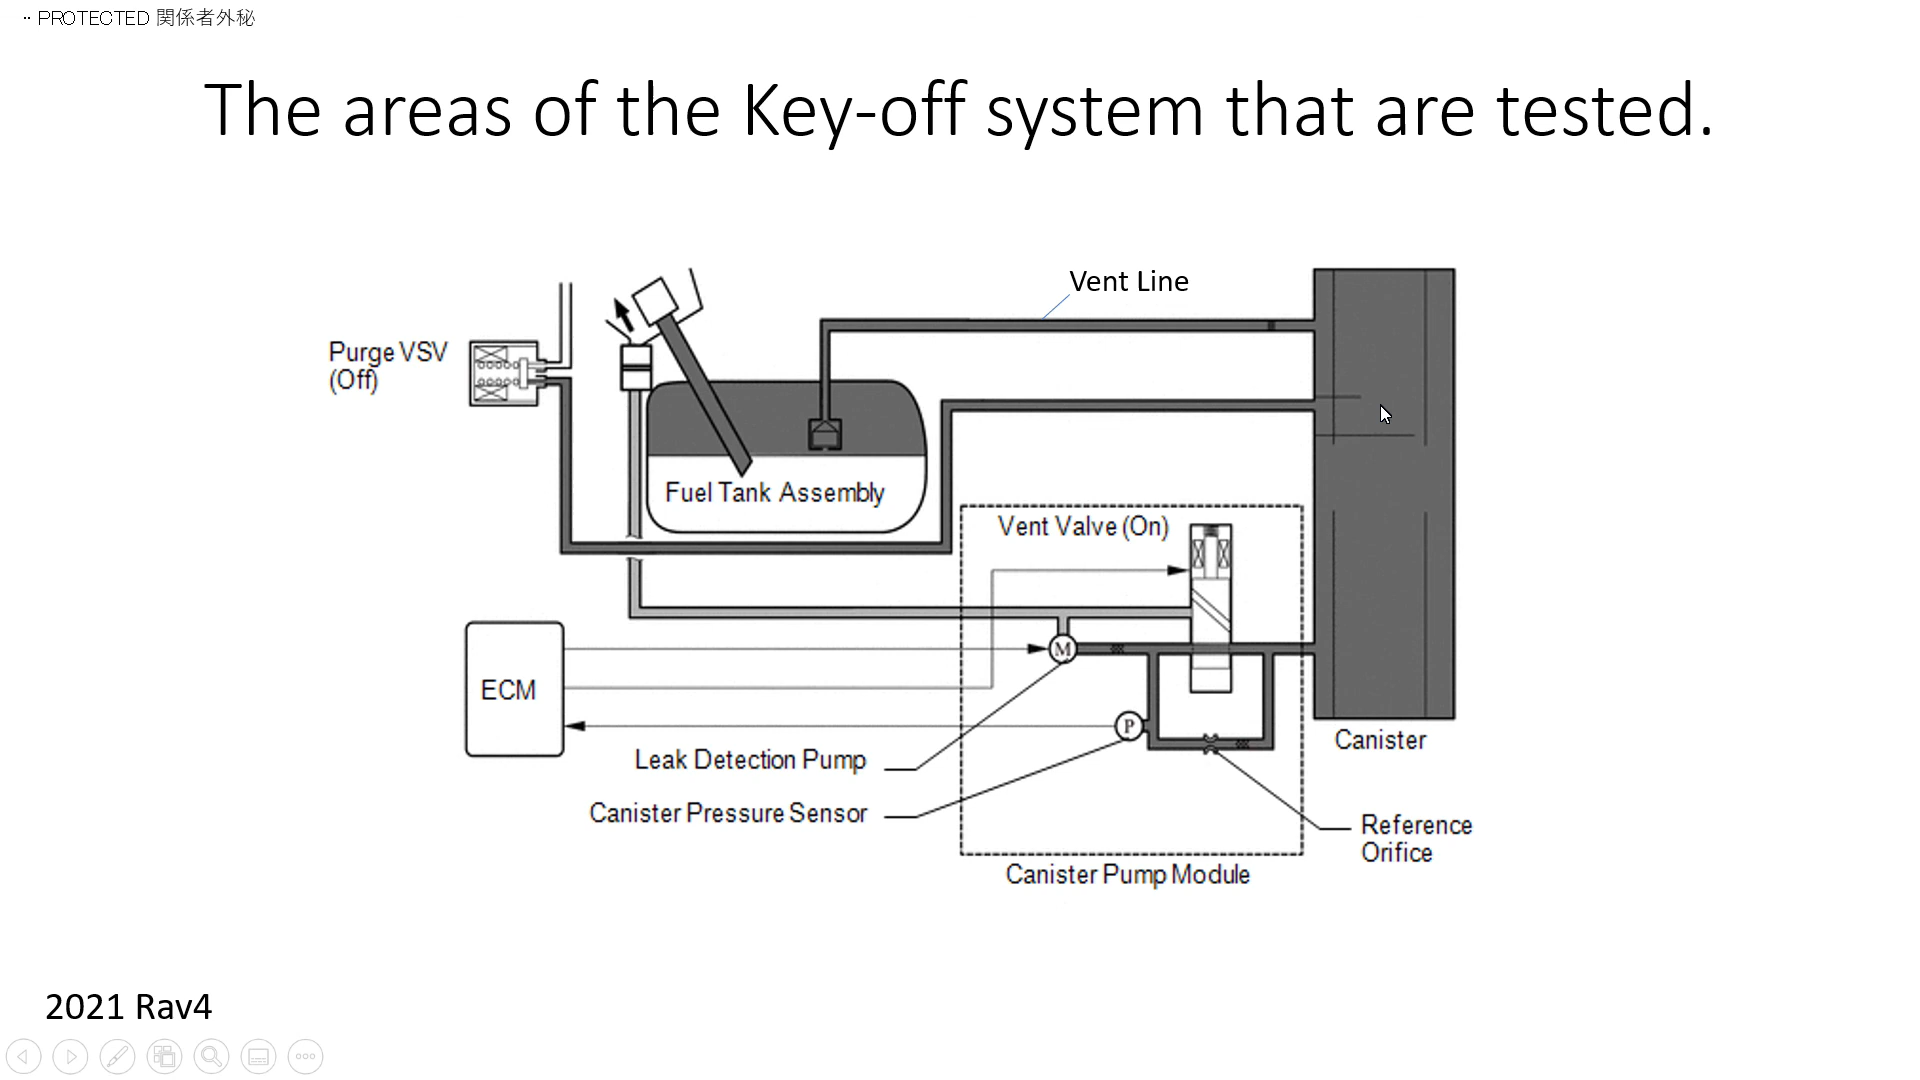 ·· PROTECTED 関係者外秘
The areas of the Key-off system that are tested.
Vent Line
Purge VSV
(Off)
Fuel Tank Assembly
Vent Valve (On)
M
ECM
P
Leak Detection Pump
Canister
Canister Pressure Sensor
Reference
Orifice
Canister Pump Module
2021 Rav4